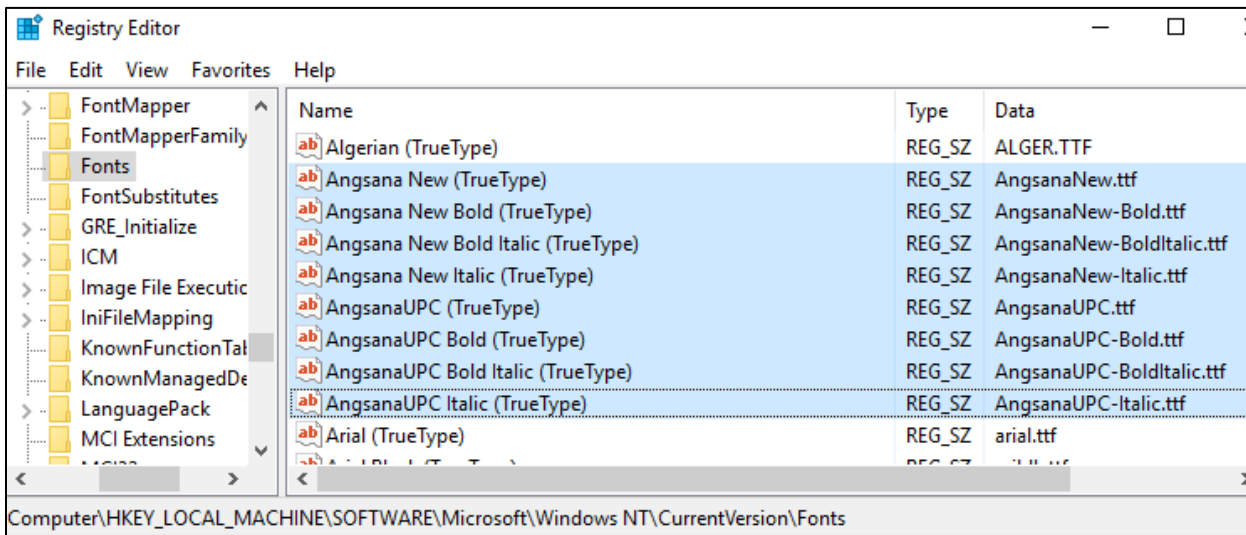 Registry Editor
File Edit View Favorites Help
FontMapper
FontMapperFamily
Fonts
FontSubstitutes
GRE_Initialize
ICM
Image File Executic
IniFileMapping
KnownFunctionTal
KnownManagedDe
LanguagePack
MCI Extensions
Name Type Data
Algerian (TrueType) REG_SZ ALGER.TTF
Angsana New (TrueType) REG_SZ AngsanaNew.ttf
Angsana New Bold (TrueType) REG_SZ AngsanaNew-Bold.ttf
Angsana New Bold Italic (TrueType) REG_SZ AngsanaNew-BoldItalic.ttf
Angsana New Italic (TrueType) REG_SZ AngsanaNew-Italic.ttf
AngsanaUPC (TrueType) REG_SZ AngsanaUPC.ttf
AngsanaUPC Bold (TrueType) REG_SZ AngsanaUPC-Bold.ttf
AngsanaUPC Bold Italic (TrueType) REG_SZ AngsanaUPC-BoldItalic.ttf
AngsanaUPC Italic (TrueType) REG_SZ AngsanaUPC-Italic.ttf
Arial (TrueType) REG_SZ arial.ttf
Computer\HKEY_LOCAL_MACHINE\SOFTWARE\Microsoft\Windows NT\CurrentVersion\Fonts